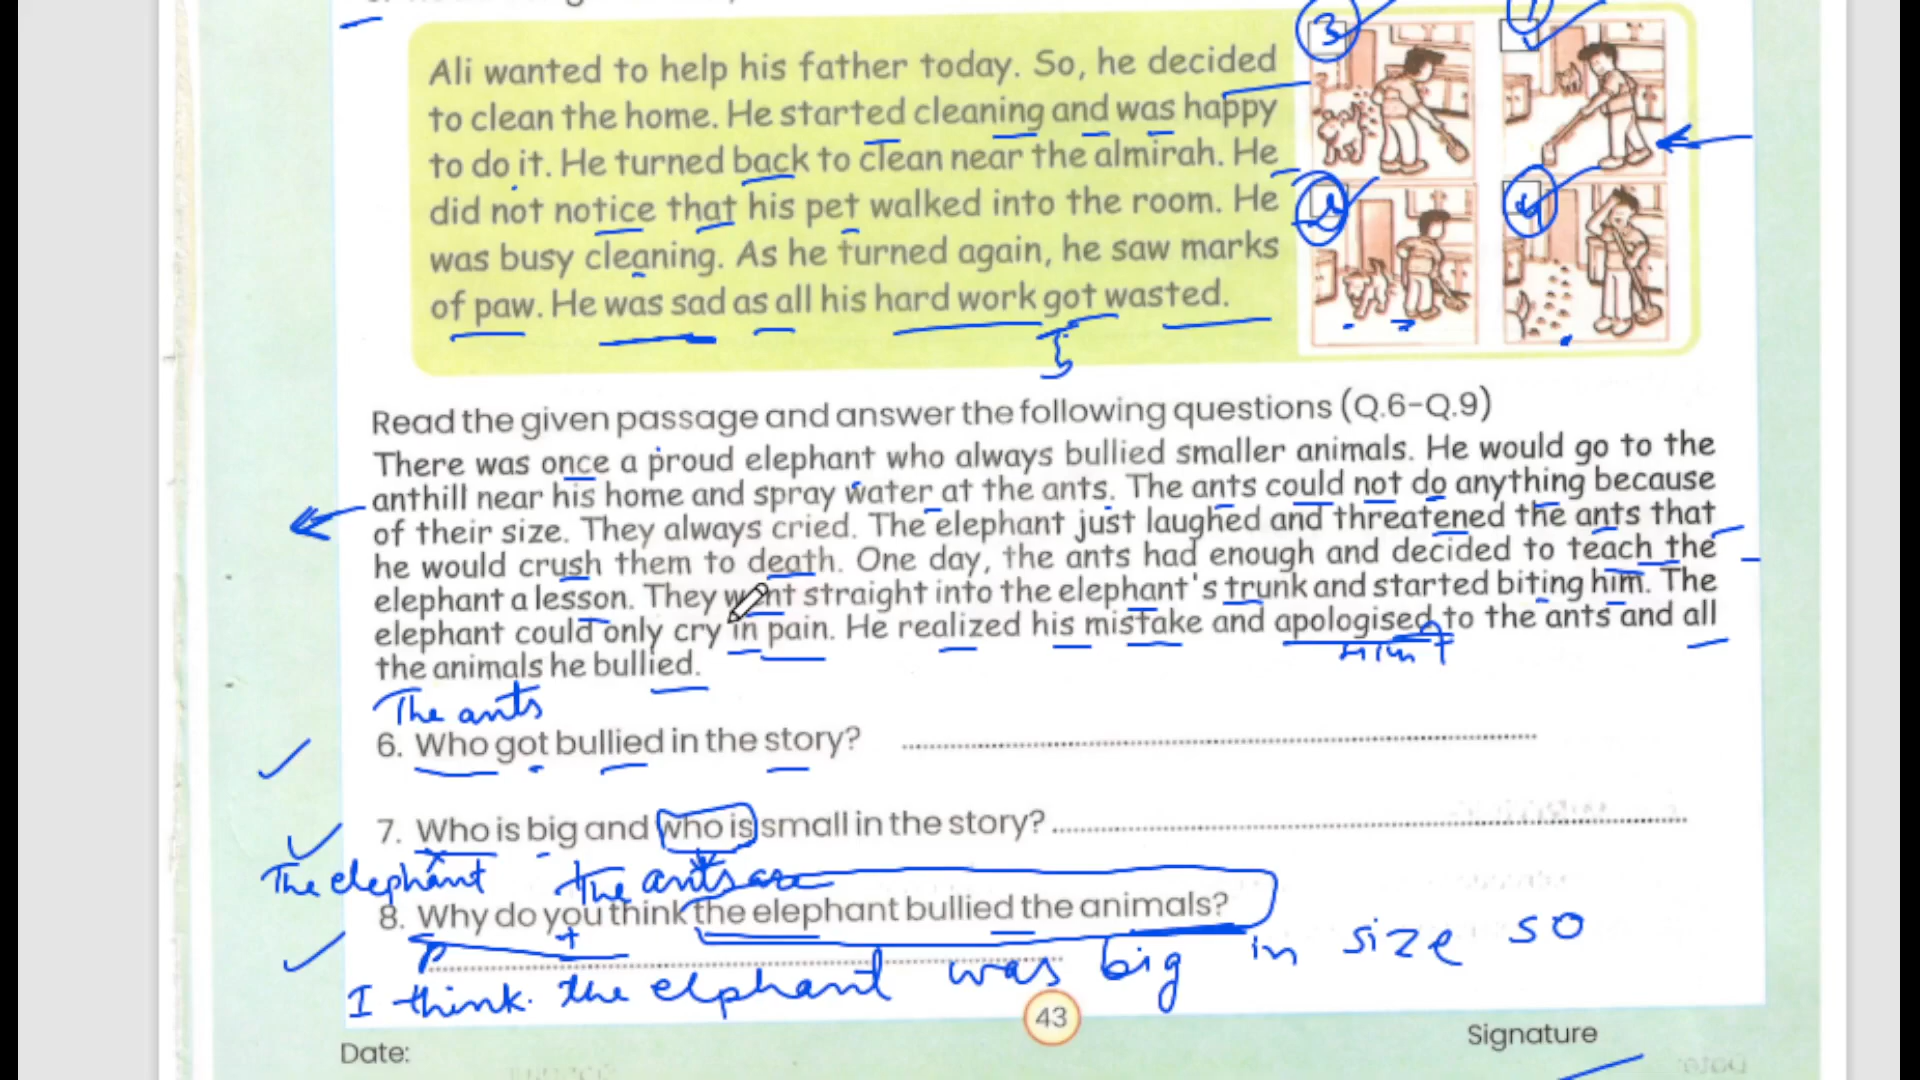 Ali wanted to help his father today. So, he decided
to clean the home. He started cleaning and was happy
to do it. He turned back to clean near the almirah. He
did not notice that his pet walked into the room. He
was busy cleaning. As he turned again, he saw marks
of paw. He was sad as all his hard work got wasted.
3
4
Read the given passage and answer the following questions (Q.6-Q.9)
There was once a proud elephant who always bullied smaller animals. He would go to the
anthill near his home and spray water at the ants. The ants could not do anything because
of their size. They always cried. The elephant just laughed and threatened the ants that
he would crush them to death. One day, the ants had enough and decided to teach the
elephant a lesson. They went straight into the elephant's trunk and started biting him. The
elephant could only cry in pain. He realized his mistake and apologised to the ants and all
the animals he bullied.
The ants
6. Who got bullied in the story?
7. Who is big and who is small in the story?
The elephant the ants are
8. Why do you think the elephant bullied the animals?
I think. the elphant was big in size so
43
Signature
Date: